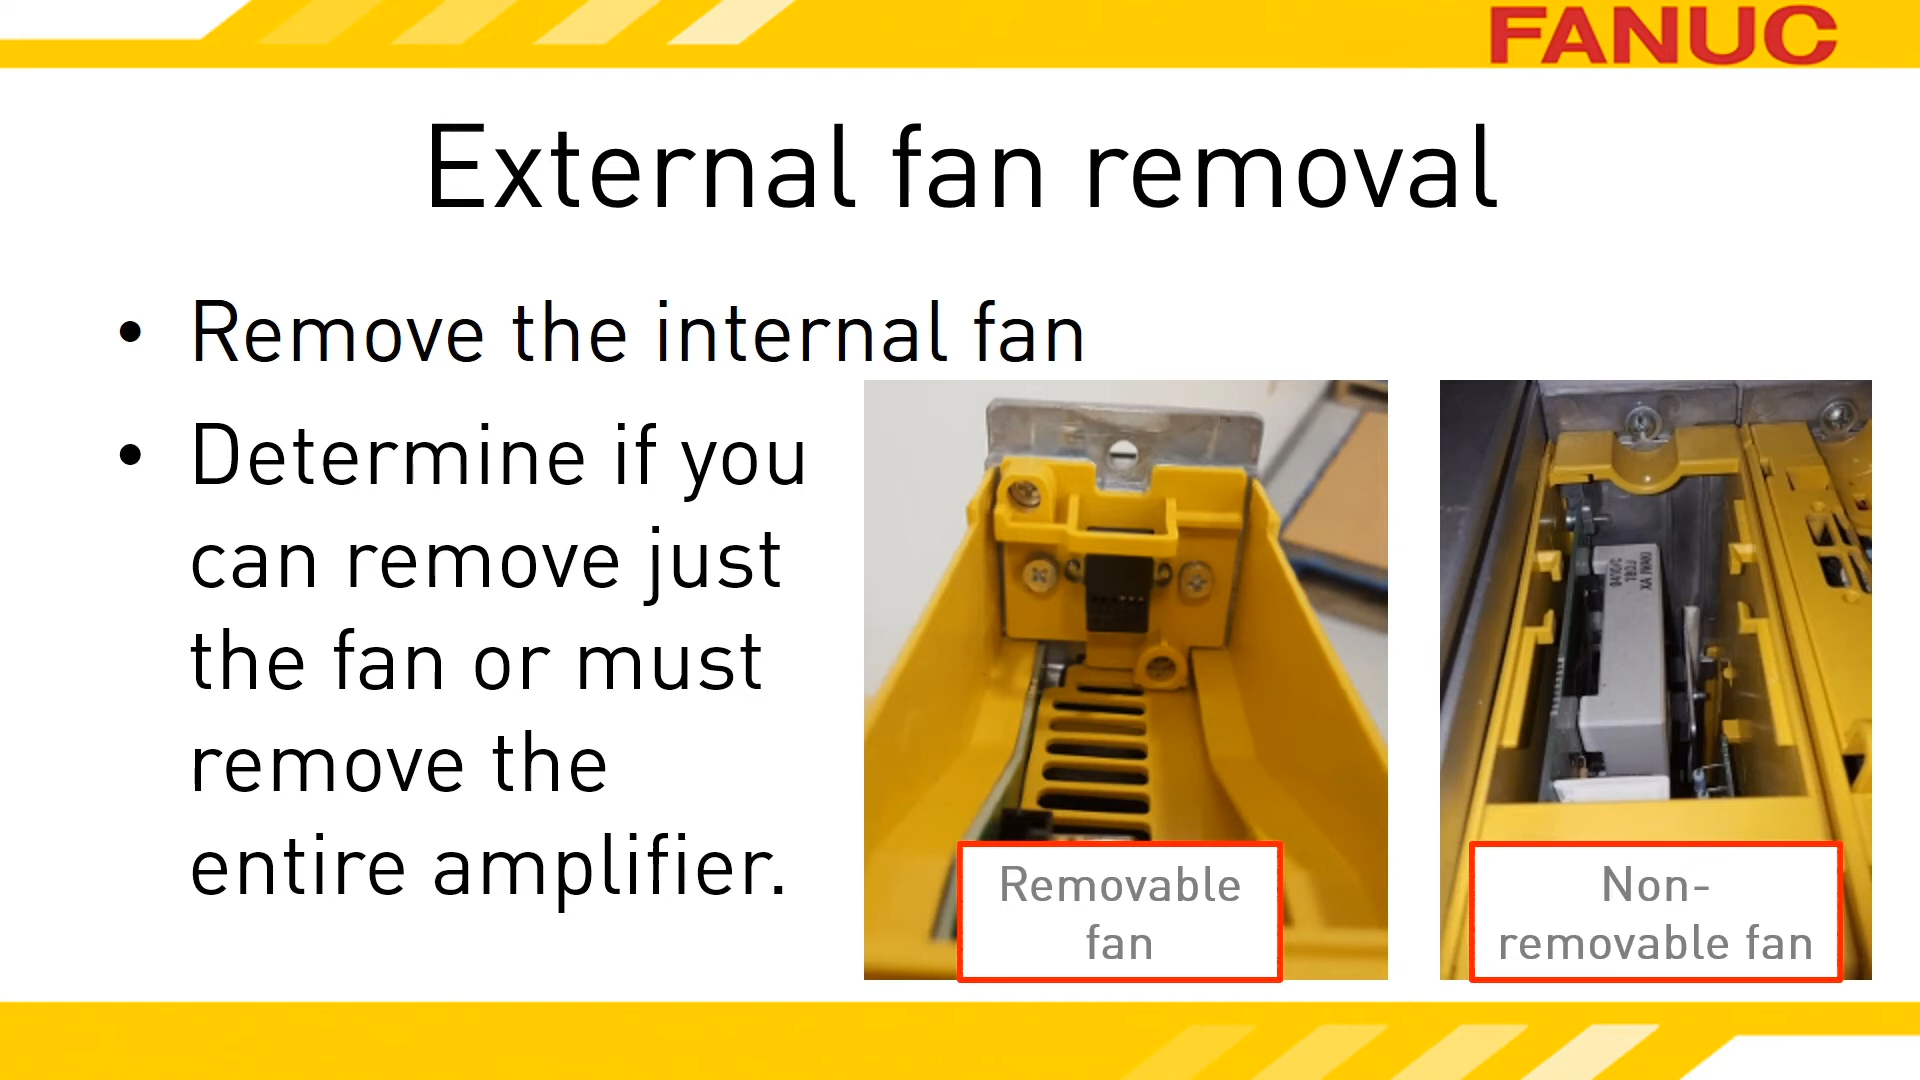 FANUC
External fan removal
• Remove the internal fan
• Determine if you
can remove just
the fan or must
remove the
entire amplifier.
Removable
fan
Non-
removable fan